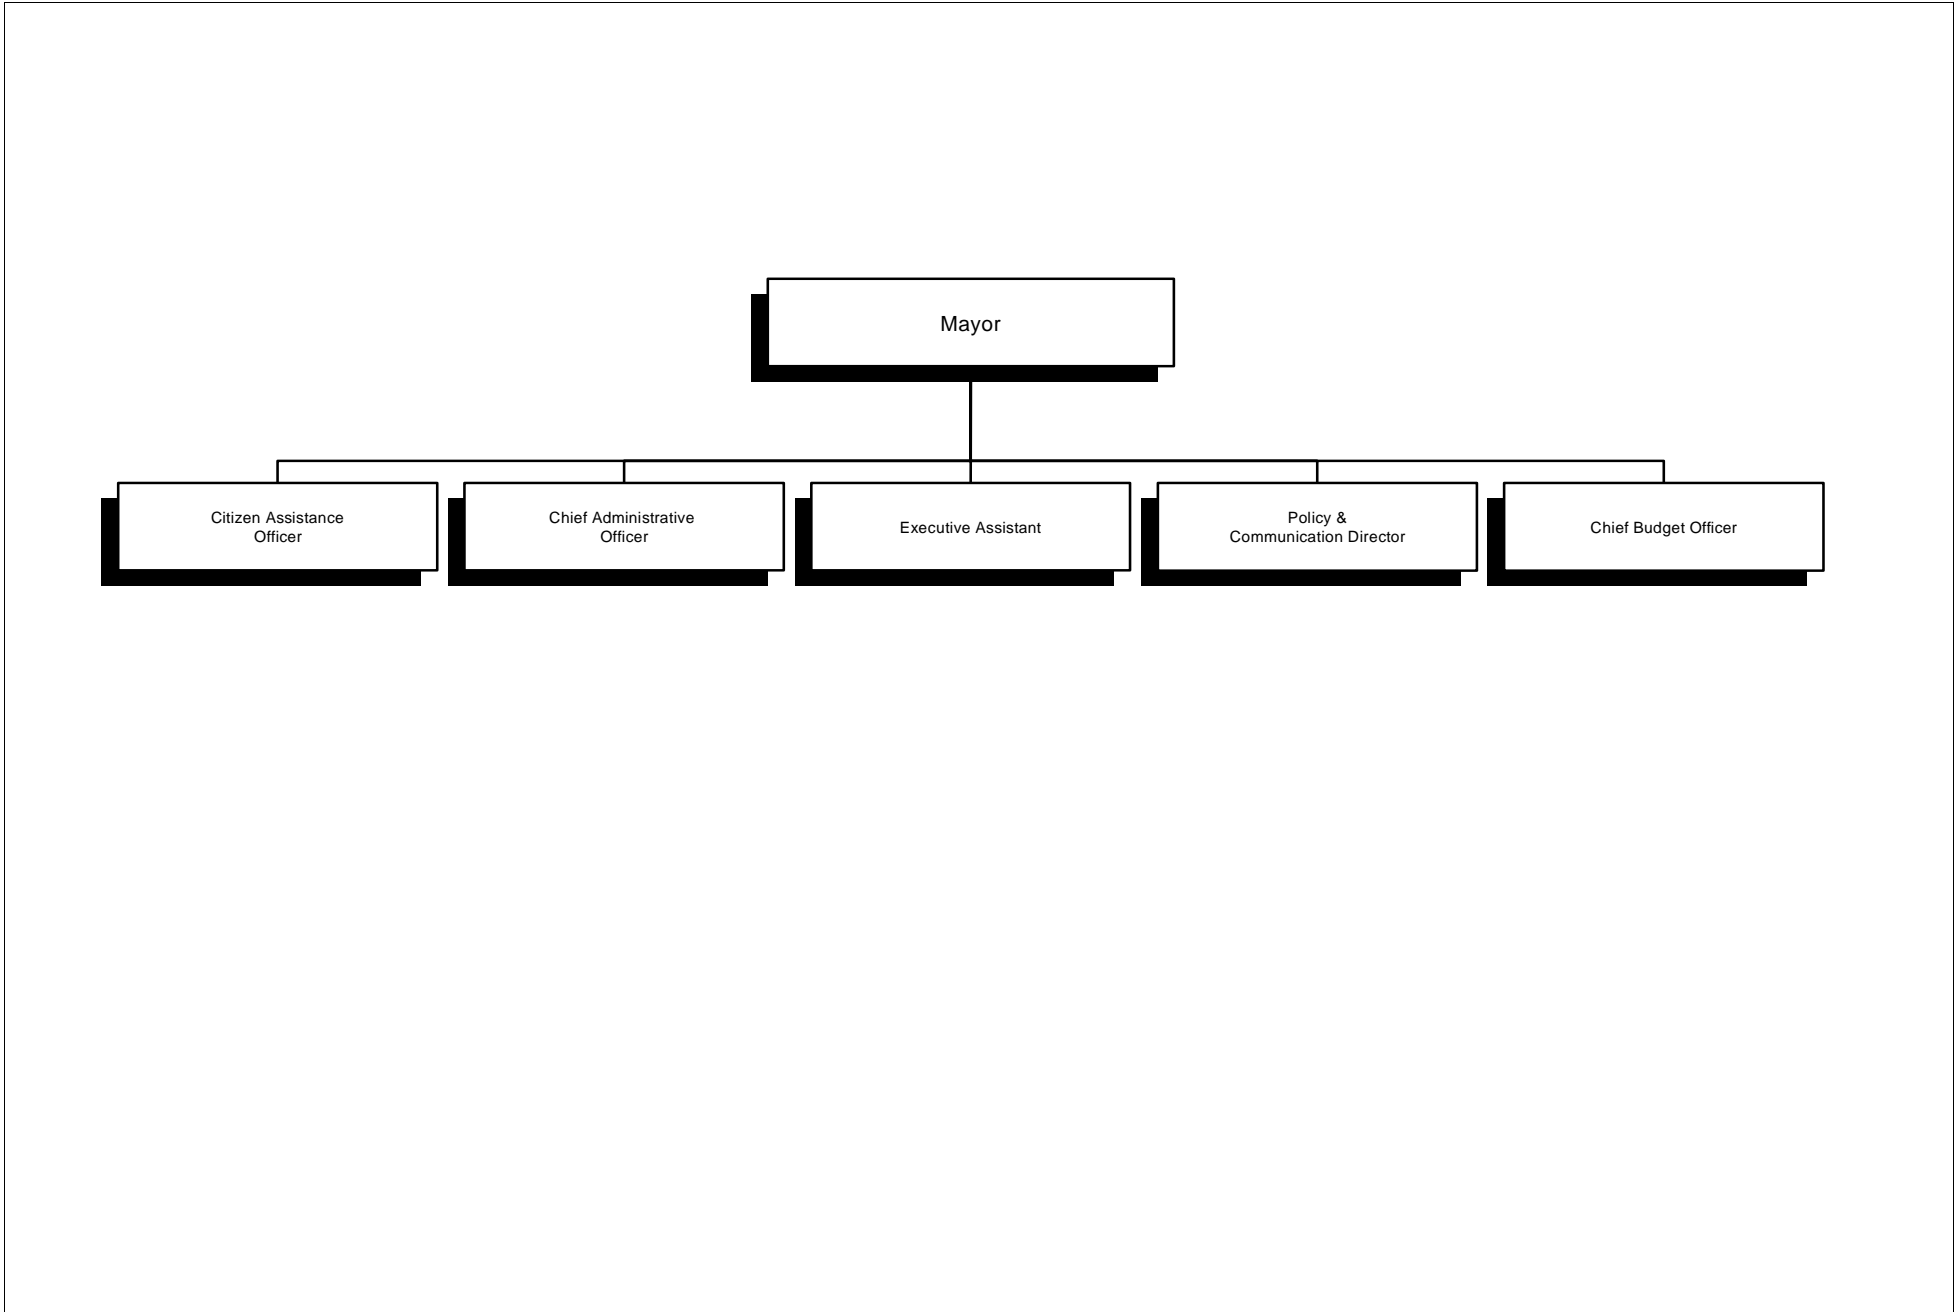 Mayor
Citizen Assistance
Officer
Chief Administrative
Officer
Executive Assistant
Policy &
Communication Director
Chief Budget Officer